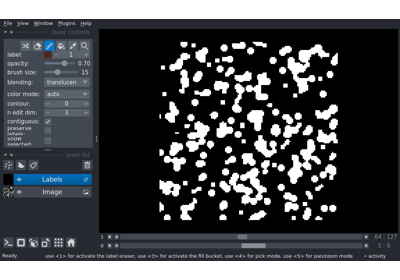 File View Window Plugins Help
layer controls
label: 1
opacity: 0.70
brush size: 15
blending: translucen
color mode: auto
contour: 0
n edit dim: 3
contiguous:
preserve
labels:
show
selected:
layer list
Labels
Image
1 64 127
0 5 9
Ready use <1> for activate the label eraser, use <3> for activate the fill bucket, use <4> for pick mode, use <5> for pan/zoom mode activity